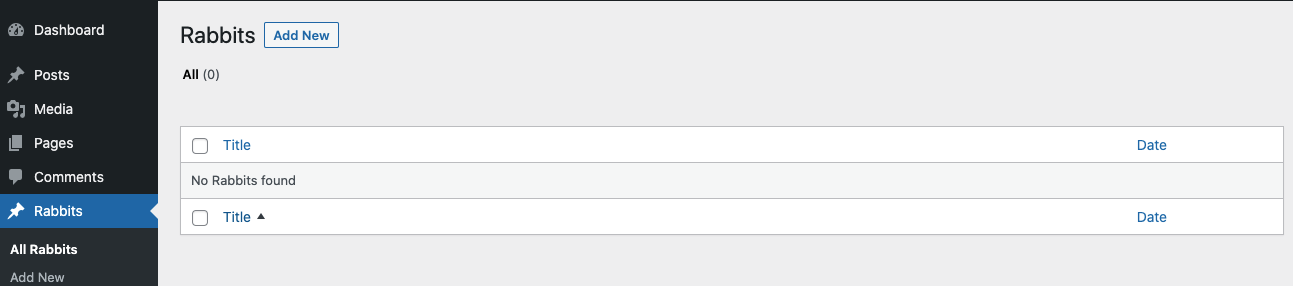 Dashboard
Posts
Media
Pages
Comments
Rabbits
All Rabbits
Add New
Rabbits Add New
All (0)
Title Date
No Rabbits found
Title Date